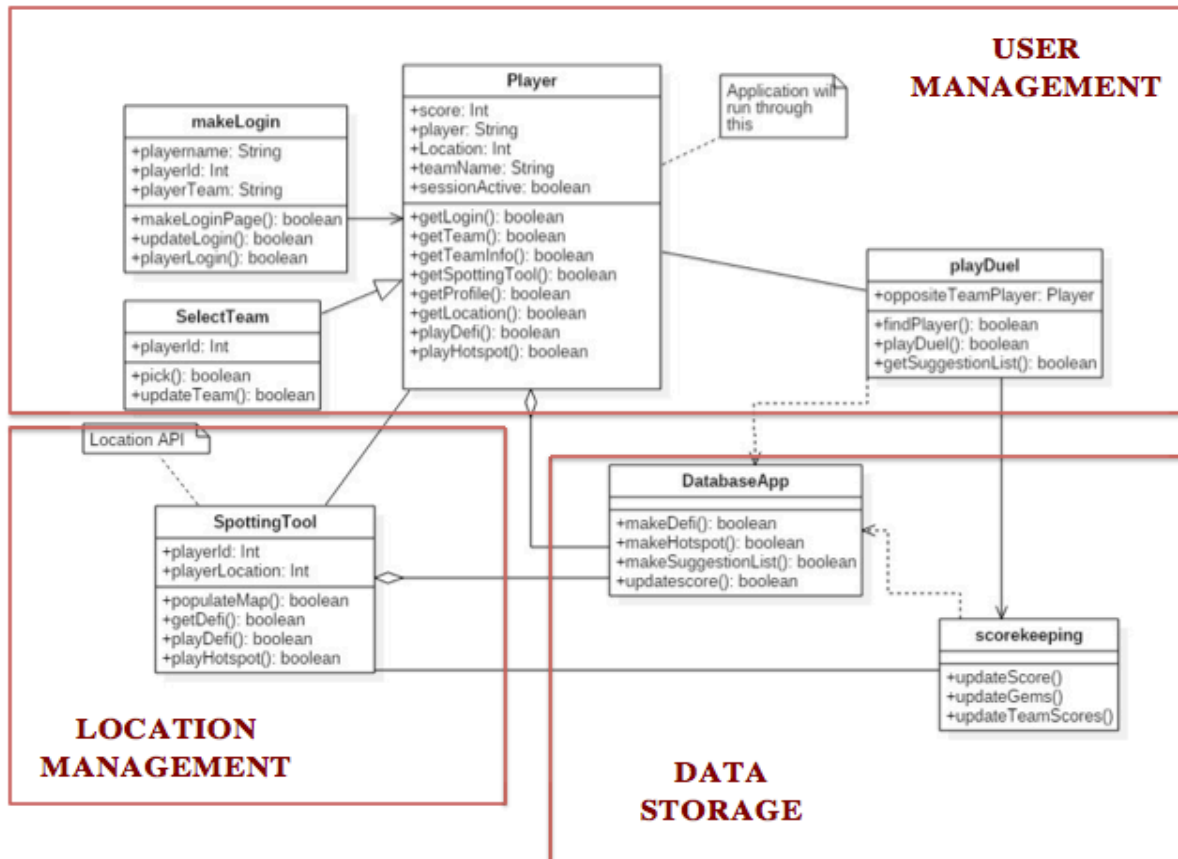 USER
MANAGEMENT
Player
+score: Int
+player: String
+Location: Int
+teamName: String
+sessionActive: boolean
+getLogin(): boolean
+getTeam(): boolean
+getTeamInfo(): boolean
+getSpottingTool(): boolean
+getProfile(): boolean
+getLocation(): boolean
+playDefi(): boolean
+playHotspot(): boolean
Application will
run through
this
makeLogin
+playername: String
+playerId: Int
+playerTeam: String
+makeLoginPage(): boolean
+updateLogin(): boolean
+playerLogin(): boolean
SelectTeam
+playerId: Int
+pick(): boolean
+updateTeam(): boolean
playDuel
+oppositeTeamPlayer: Player
+findPlayer(): boolean
+playDuel(): boolean
+getSuggestionList(): boolean
Location API
SpottingTool
+playerId: Int
+playerLocation: Int
+populateMap(): boolean
+getDefi(): boolean
+playDefi(): boolean
+playHotspot(): boolean
LOCATION
MANAGEMENT
DatabaseApp
+makeDefi(): boolean
+makeHotspot(): boolean
+makeSuggestionList(): boolean
+updatescore(): boolean
scorekeeping
+updateScore()
+updateGems()
+updateTeamScores()
DATA
STORAGE